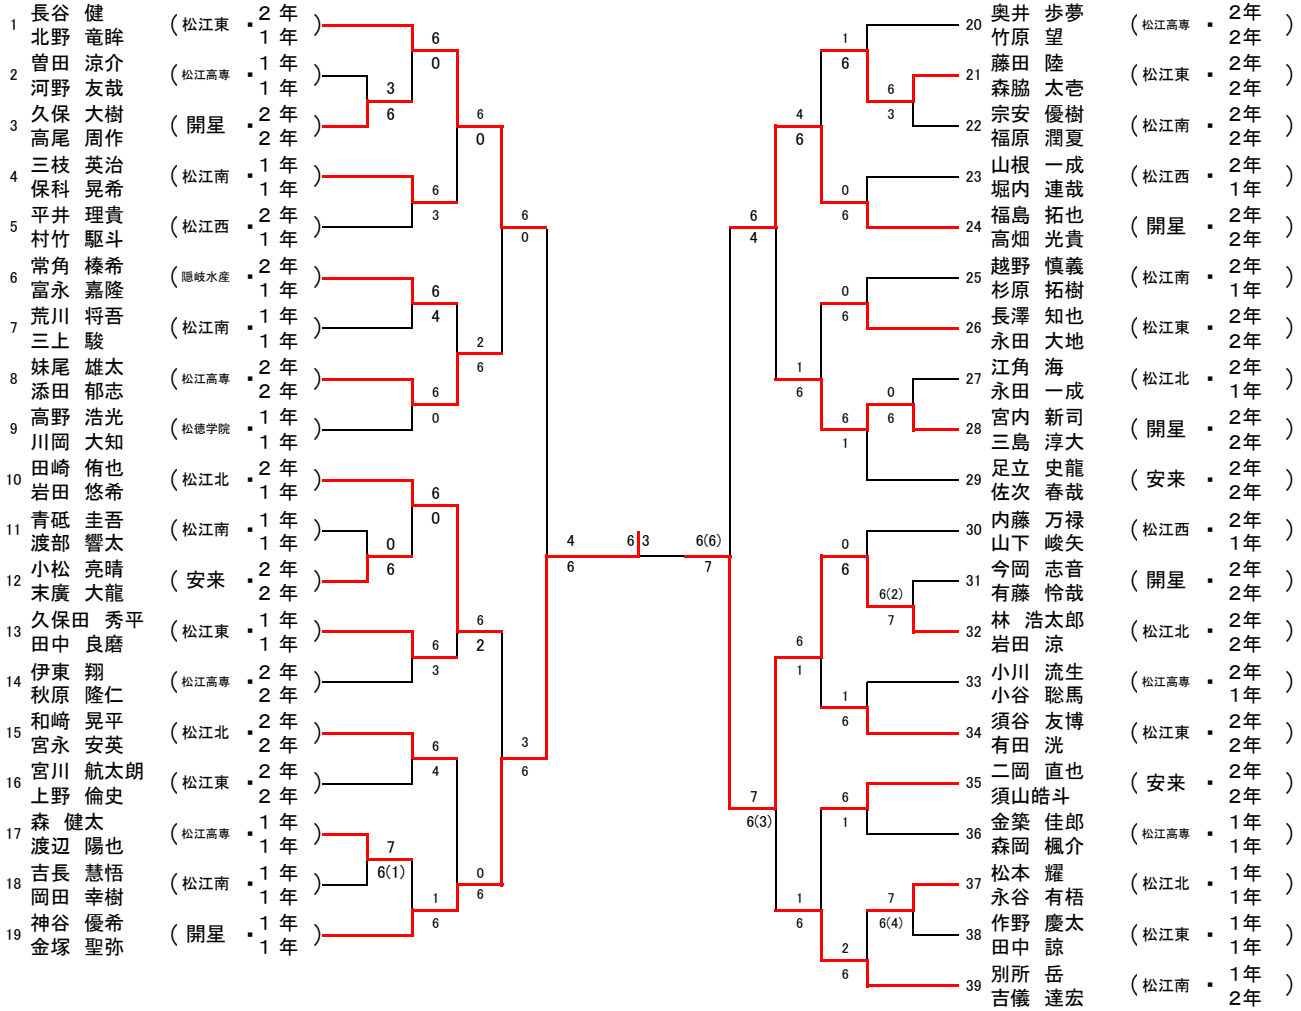 1 長谷 健 (松江東 ・ 2 年)
北野 竜眸 1 年
2 曽田 涼介 (松江高専 ・ 1 年)
河野 友哉 1 年
3 久保 大樹 (開星 ・ 2 年)
高尾 周作 2 年
4 三枝 英治 (松江南 ・ 1 年)
保科 晃希 1 年
5 平井 理貴 (松江西 ・ 2 年)
村竹 駆斗 1 年
6 常角 榛希 (隠岐水産 ・ 2 年)
富永 嘉隆 1 年
7 荒川 将吾 (松江南 ・ 1 年)
三上 駿 1 年
8 妹尾 雄太 (松江高専 ・ 2 年)
添田 郁志 2 年
9 高野 浩光 (松徳学院 ・ 1 年)
川岡 大知 1 年
10 田崎 侑也 (松江北 ・ 2 年)
岩田 悠希 1 年
11 青砥 圭吾 (松江南 ・ 1 年)
渡部 響太 1 年
12 小松 亮晴 (安来 ・ 2 年)
末廣 大龍 2 年
13 久保田 秀平 (松江東 ・ 1 年)
田中 良磨 1 年
14 伊東 翔 (松江高専 ・ 2 年)
秋原 隆仁 2 年
15 和﨑 晃平 (松江北 ・ 2 年)
宮永 安英 2 年
16 宮川 航太朗 (松江東 ・ 2 年)
上野 倫史 2 年
17 森 健太 (松江高専 ・ 1 年)
渡辺 陽也 1 年
18 吉長 慧悟 (松江南 ・ 1 年)
岡田 幸樹 1 年
19 神谷 優希 (開星 ・ 1 年)
金塚 聖弥 1 年
3
6
0
6
7
6(1)
6
0
6
3
6
4
6
0
6
0
6
3
6
4
1
6
6
0
2
6
6
2
0
6
6
0
3
6
4
6
6 3
6(6)
7
6
4
7
6(3)
4
6
1
6
6
1
1
6
1
6
0
6
0
6
6
1
0
6
1
6
6
1
2
6
6
3
0
6
6(2)
7
7
6(4)
20 奥井 歩夢 (松江高専 ・ 2年)
竹原 望 2年
21 藤田 陸 (松江東 ・ 2年)
森脇 太壱 2年
22 宗安 優樹 (松江南 ・ 2年)
福原 潤夏 2年
23 山根 一成 (松江西 ・ 2年)
堀内 連哉 1年
24 福島 拓也 (開星 ・ 2年)
高畑 光貴 2年
25 越野 慎義 (松江南 ・ 2年)
杉原 拓樹 1年
26 長澤 知也 (松江東 ・ 2年)
永田 大地 2年
27 江角 海 (松江北 ・ 2年)
永田 一成 1年
28 宮内 新司 (開星 ・ 2年)
三島 淳大 2年
29 足立 史龍 (安来 ・ 2年)
佐次 春哉 2年
30 内藤 万禄 (松江西 ・ 2年)
山下 峻矢 1年
31 今岡 志音 (開星 ・ 2年)
有藤 怜哉 2年
32 林 浩太郎 (松江北 ・ 2年)
岩田 涼 2年
33 小川 流生 (松江高専 ・ 2年)
小谷 聡馬 1年
34 須谷 友博 (松江東 ・ 2年)
有田 洸 2年
35 二岡 直也 (安来 ・ 2年)
須山皓斗 2年
36 金築 佳郎 (松江高専 ・ 1年)
森岡 楓介 1年
37 松本 耀 (松江北 ・ 1年)
永谷 有梧 1年
38 作野 慶太 (松江東 ・ 1年)
田中 諒 1年
39 別所 岳 (松江南 ・ 1年)
吉儀 達宏 2年